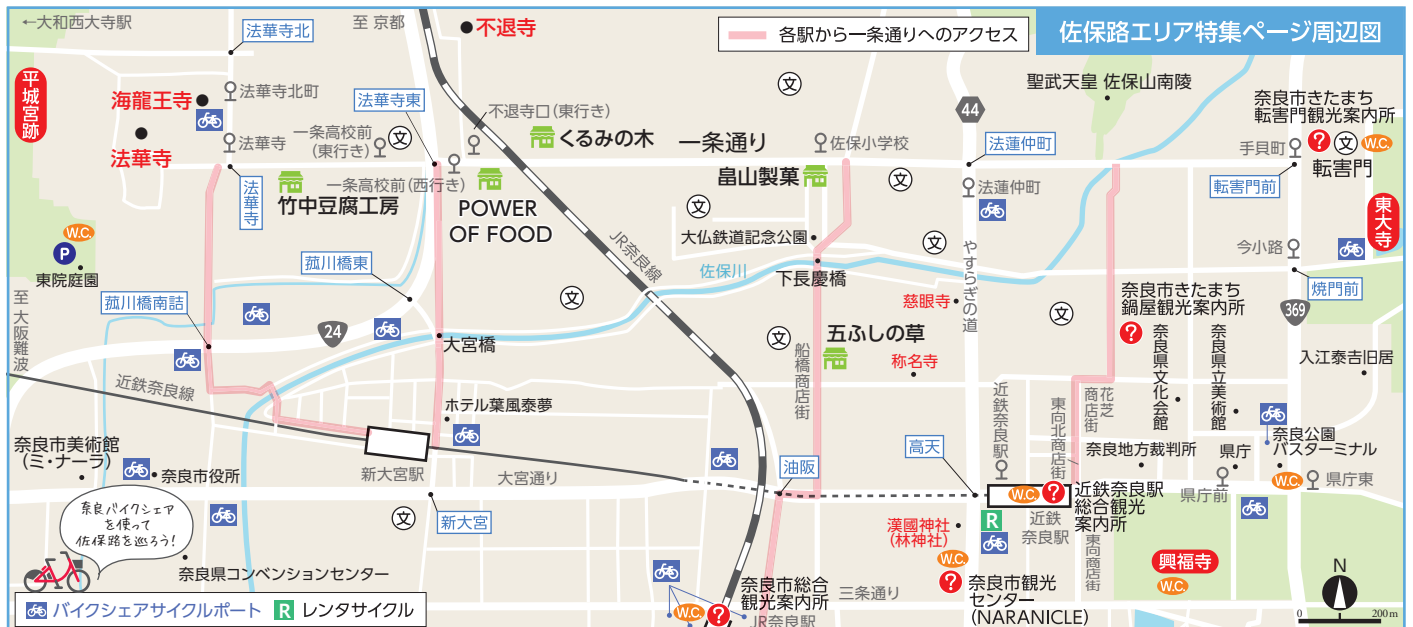 ←大和西大寺駅
法華寺北
至 京都
不退寺
各駅から一条通りへのアクセス
佐保路エリア特集ページ周辺図
平城宮跡
海龍王寺
法華寺北町
法華寺東
不退寺口(東行き)
44
聖武天皇 佐保山南陵
奈良市きたまち
転害門観光案内所
法華寺
法華寺
一条高校前
(東行き)
文
くるみの木
一条通り
佐保小学校
法蓮仲町
手貝町
?
文
W.C.
転害門
法華寺
竹中豆腐工房
一条高校前(西行き)
POWER
OF FOOD
畠山製菓
文
法蓮仲町
転害門前
東大寺
W.C.
P
東院庭園
菰川橋東
JR奈良線
文
大仏鉄道記念公園
文
やすらぎの道
今小路
佐保川
下長慶橋
焼門前
至 大阪難波
菰川橋南詰
24
文
慈眼寺
文
奈良市きたまち
鍋屋観光案内所
?
369
大宮橋
文
船橋商店街
五ふしの草
称名寺
奈良県文化会館
奈良県立美術館
入江泰吉旧居
近鉄奈良線
ホテル葉風泰夢
近鉄奈良駅
東向北商店街
花芝
商店街
奈良市美術館
(ミ・ナーラ)
奈良市役所
新大宮駅
大宮通り
油阪
高天
奈良地方裁判所
県庁
奈良公園
バスターミナル
W.C.
?
近鉄奈良駅
総合観光
案内所
県庁前
W.C.
県庁東
奈良バイクシェア
を使って
佐保路を巡ろう!
文
新大宮
漢國神社
(林神社)
R
近鉄
奈良駅
東向商店街
奈良県コンベンションセンター
W.C.
?
奈良市観光
センター
(NARANICLE)
興福寺
W.C.
バイクシェアサイクルポート
R レンタサイクル
W.C.
?
奈良市総合
観光案内所
JR奈良駅
三条通り
N
0 200m